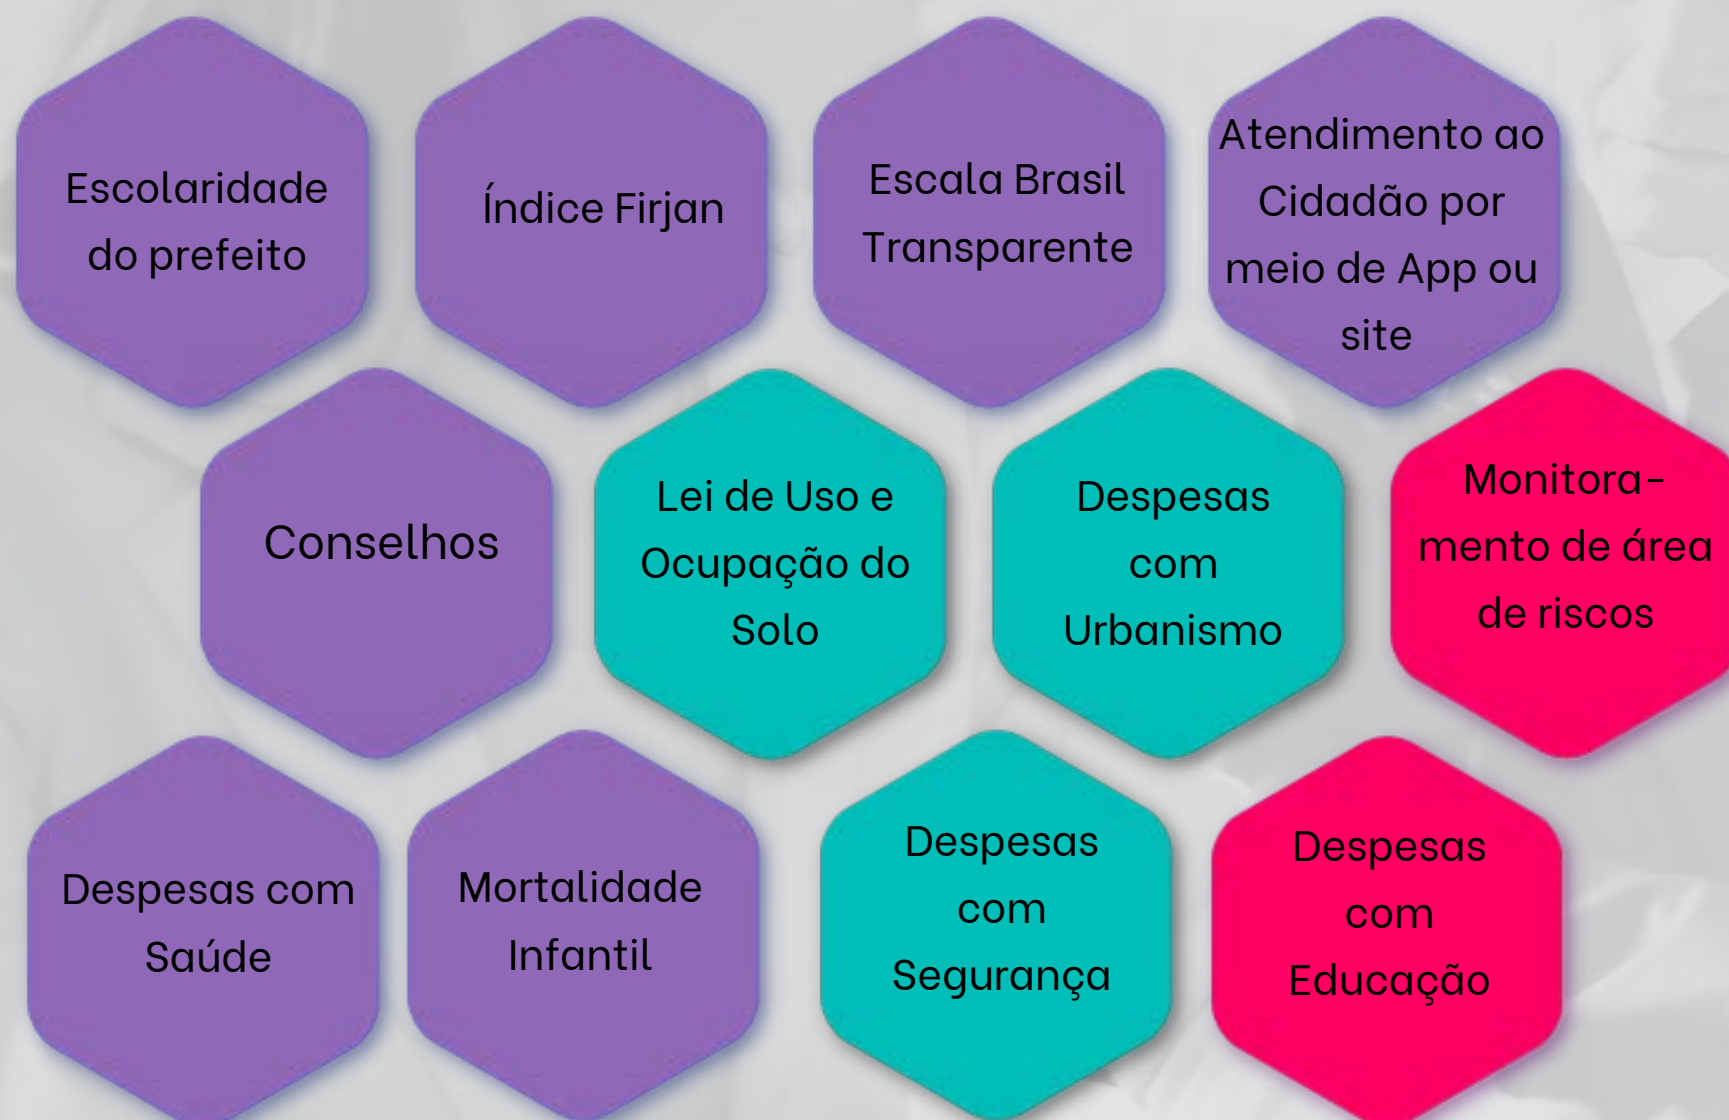 Escolaridade
do prefeito
Índice Firjan
Escala Brasil
Transparente
Atendimento ao
Cidadão por
meio de App ou
site
Conselhos
Lei de Uso e
Ocupação do
Solo
Despesas
com
Urbanismo
Monitora-
mento de área
de riscos
Despesas com
Saúde
Mortalidade
Infantil
Despesas
com
Segurança
Despesas
com
Educação